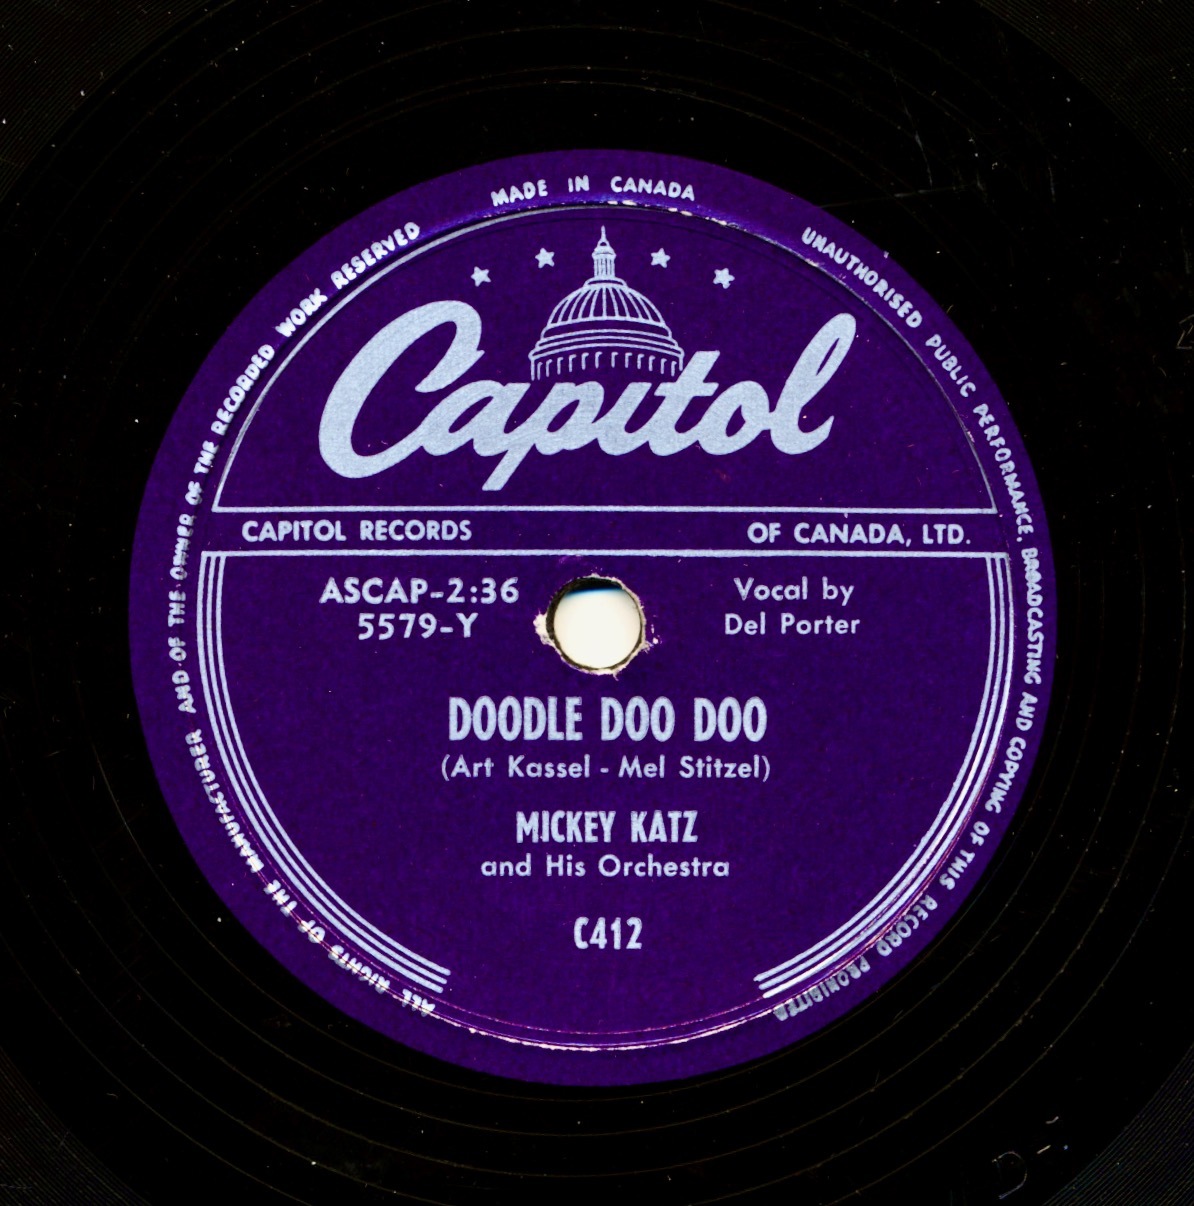 MADE IN CANADA
ALL RIGHTS OF THE MANUFACTURER AND OF THE OWNER OF THE RECORDED WORK RESERVED
UNAUTHORISED PUBLIC PERFORMANCE, BROADCASTING AND COPYING OF THIS RECORD PROHIBITED
Capitol
CAPITOL RECORDS OF CANADA, LTD.
ASCAP-2:36
5579-Y
Vocal by
Del Porter
DOODLE DOO DOO
(Art Kassel - Mel Stitzel)
MICKEY KATZ
and His Orchestra
C412